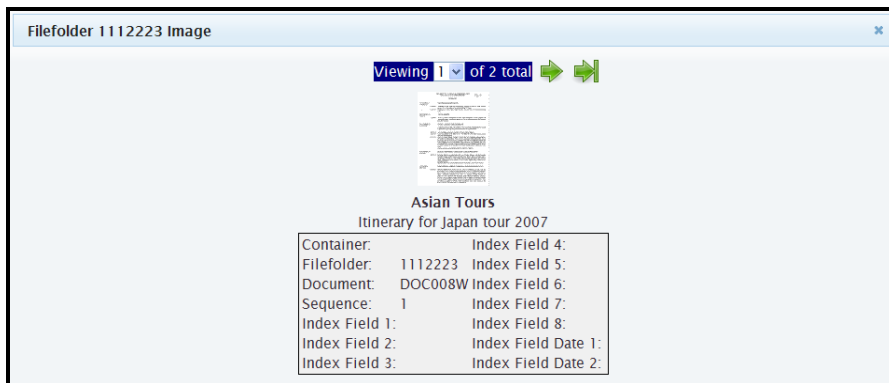 Filefolder 1112223 Image
Viewing 1 of 2 total
Asian Tours
Itinerary for Japan tour 2007
Container: Index Field 4:
Filefolder: 1112223 Index Field 5:
Document: DOC008W Index Field 6:
Sequence: 1 Index Field 7:
Index Field 1: Index Field 8:
Index Field 2: Index Field Date 1:
Index Field 3: Index Field Date 2: